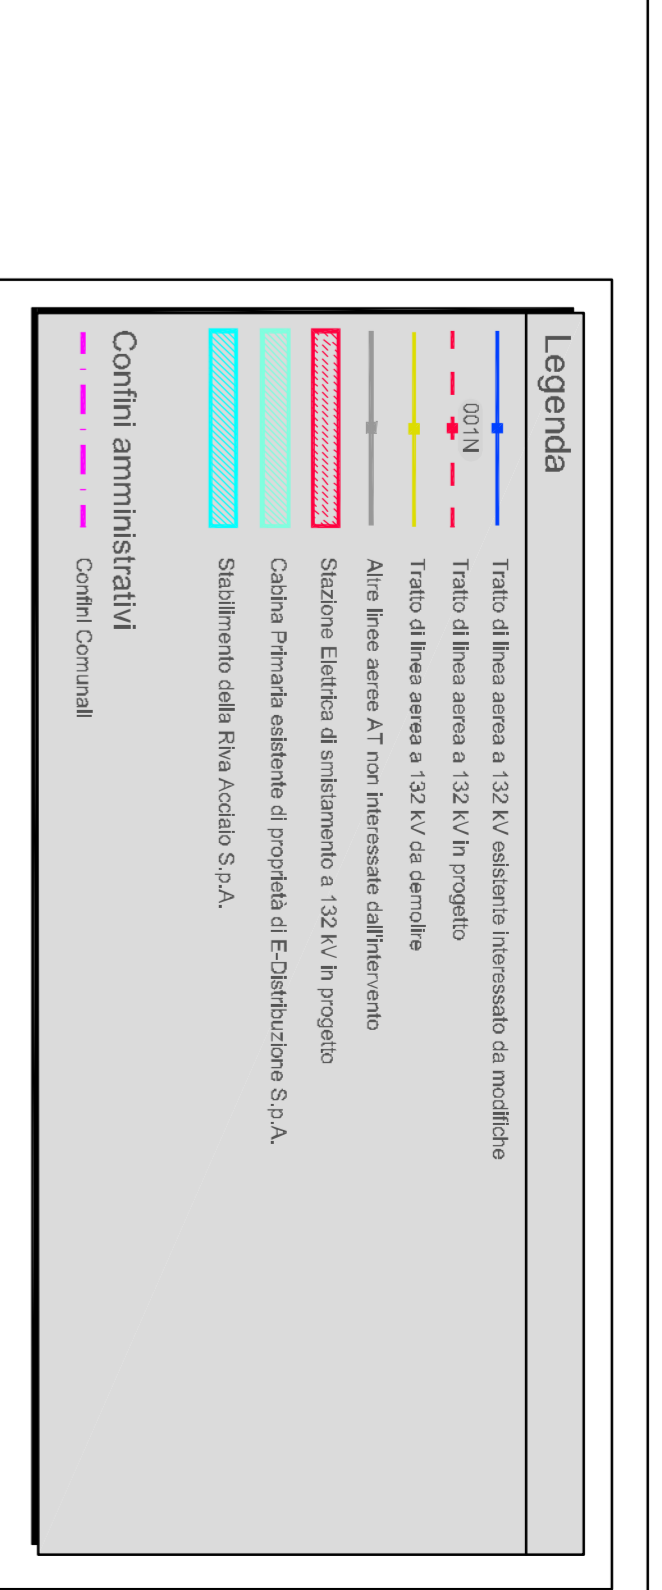 Legenda
Tratto di linea aerea a 132 kV esistente interessato da modifiche
001N
Tratto di linea aerea a 132 kV in progetto
Tratto di linea aerea a 132 kV da demolire
Altre linee aeree AT non interessate dall'intervento
Stazione Elettrica di smistamento a 132 kV in progetto
Cabina Primaria esistente di proprietà di E-Distribuzione S.p.A.
Stabilimento della Riva Acciaio S.p.A.
Confini amministrativi
Confini Comunali